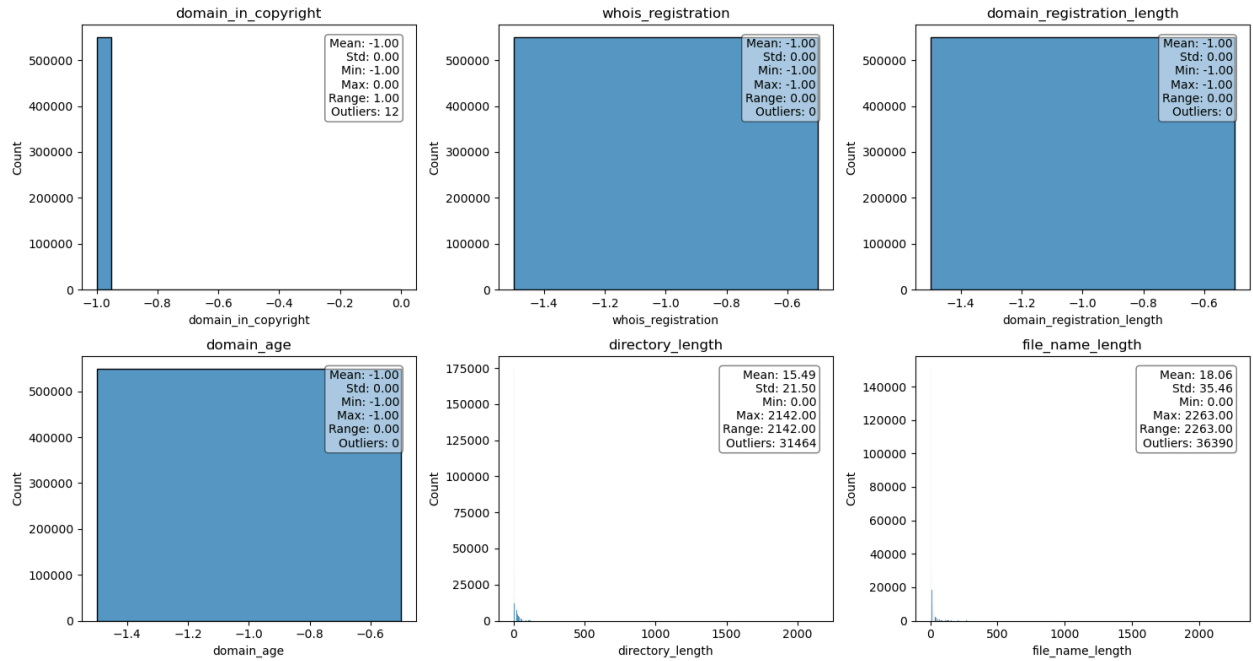 domain_in_copyright
500000
400000
300000
200000
100000
0
Count
Mean: -1.00
Std: 0.00
Min: -1.00
Max: 0.00
Range: 1.00
Outliers: 12
−1.0 −0.8 −0.6 −0.4 −0.2 0.0
domain_in_copyright
whois_registration
500000
400000
300000
200000
100000
0
Count
Mean: -1.00
Std: 0.00
Min: -1.00
Max: -1.00
Range: 0.00
Outliers: 0
−1.4 −1.2 −1.0 −0.8 −0.6
whois_registration
domain_registration_length
500000
400000
300000
200000
100000
0
Count
Mean: -1.00
Std: 0.00
Min: -1.00
Max: -1.00
Range: 0.00
Outliers: 0
−1.4 −1.2 −1.0 −0.8 −0.6
domain_registration_length
domain_age
500000
400000
300000
200000
100000
0
Count
Mean: -1.00
Std: 0.00
Min: -1.00
Max: -1.00
Range: 0.00
Outliers: 0
−1.4 −1.2 −1.0 −0.8 −0.6
domain_age
directory_length
175000
150000
125000
100000
75000
50000
25000
0
Count
Mean: 15.49
Std: 21.50
Min: 0.00
Max: 2142.00
Range: 2142.00
Outliers: 31464
0 500 1000 1500 2000
directory_length
file_name_length
140000
120000
100000
80000
60000
40000
20000
0
Count
Mean: 18.06
Std: 35.46
Min: 0.00
Max: 2263.00
Range: 2263.00
Outliers: 36390
0 500 1000 1500 2000
file_name_length